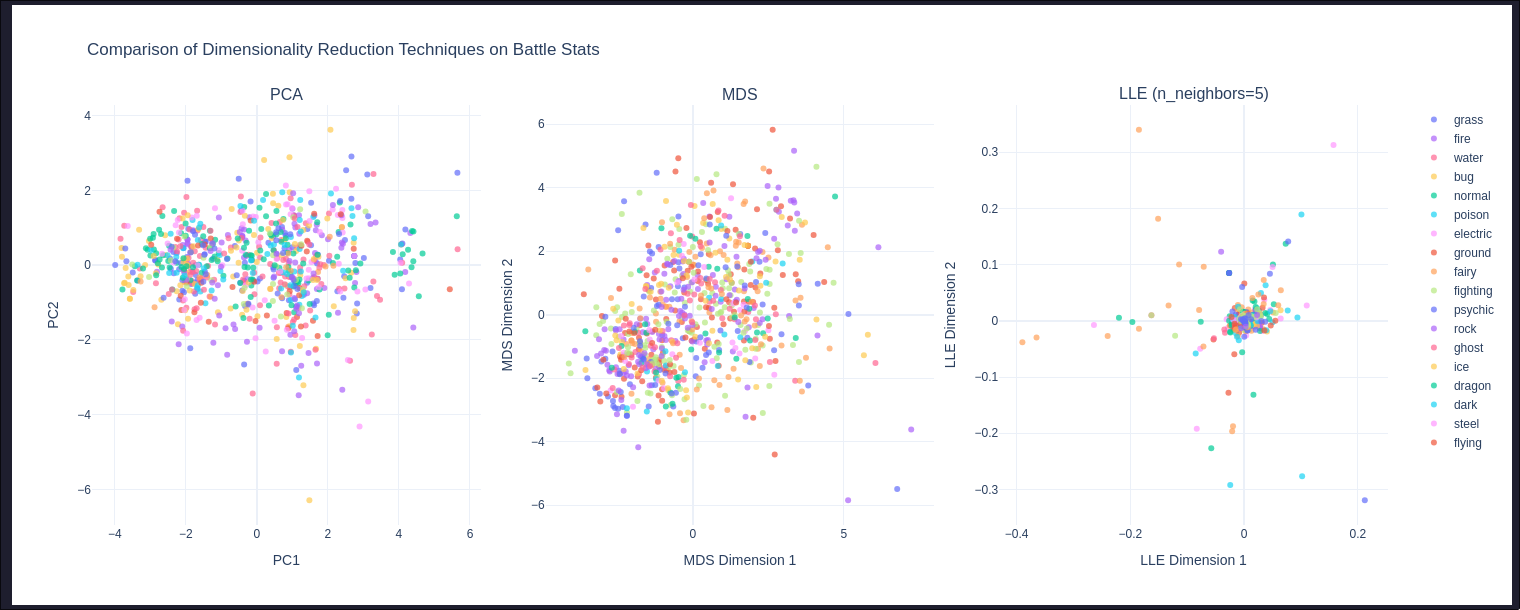 Comparison of Dimensionality Reduction Techniques on Battle Stats
PCA
4
2
0
−2
−4
−6
PC2
−4
−2
0
2
4
6
PC1
MDS
6
4
2
0
−2
−4
−6
MDS Dimension 2
0
5
MDS Dimension 1
LLE (n_neighbors=5)
0.3
0.2
0.1
0
−0.1
−0.2
−0.3
LLE Dimension 2
−0.4
−0.2
0
0.2
LLE Dimension 1
grass
fire
water
bug
normal
poison
electric
ground
fairy
fighting
psychic
rock
ghost
ice
dragon
dark
steel
flying